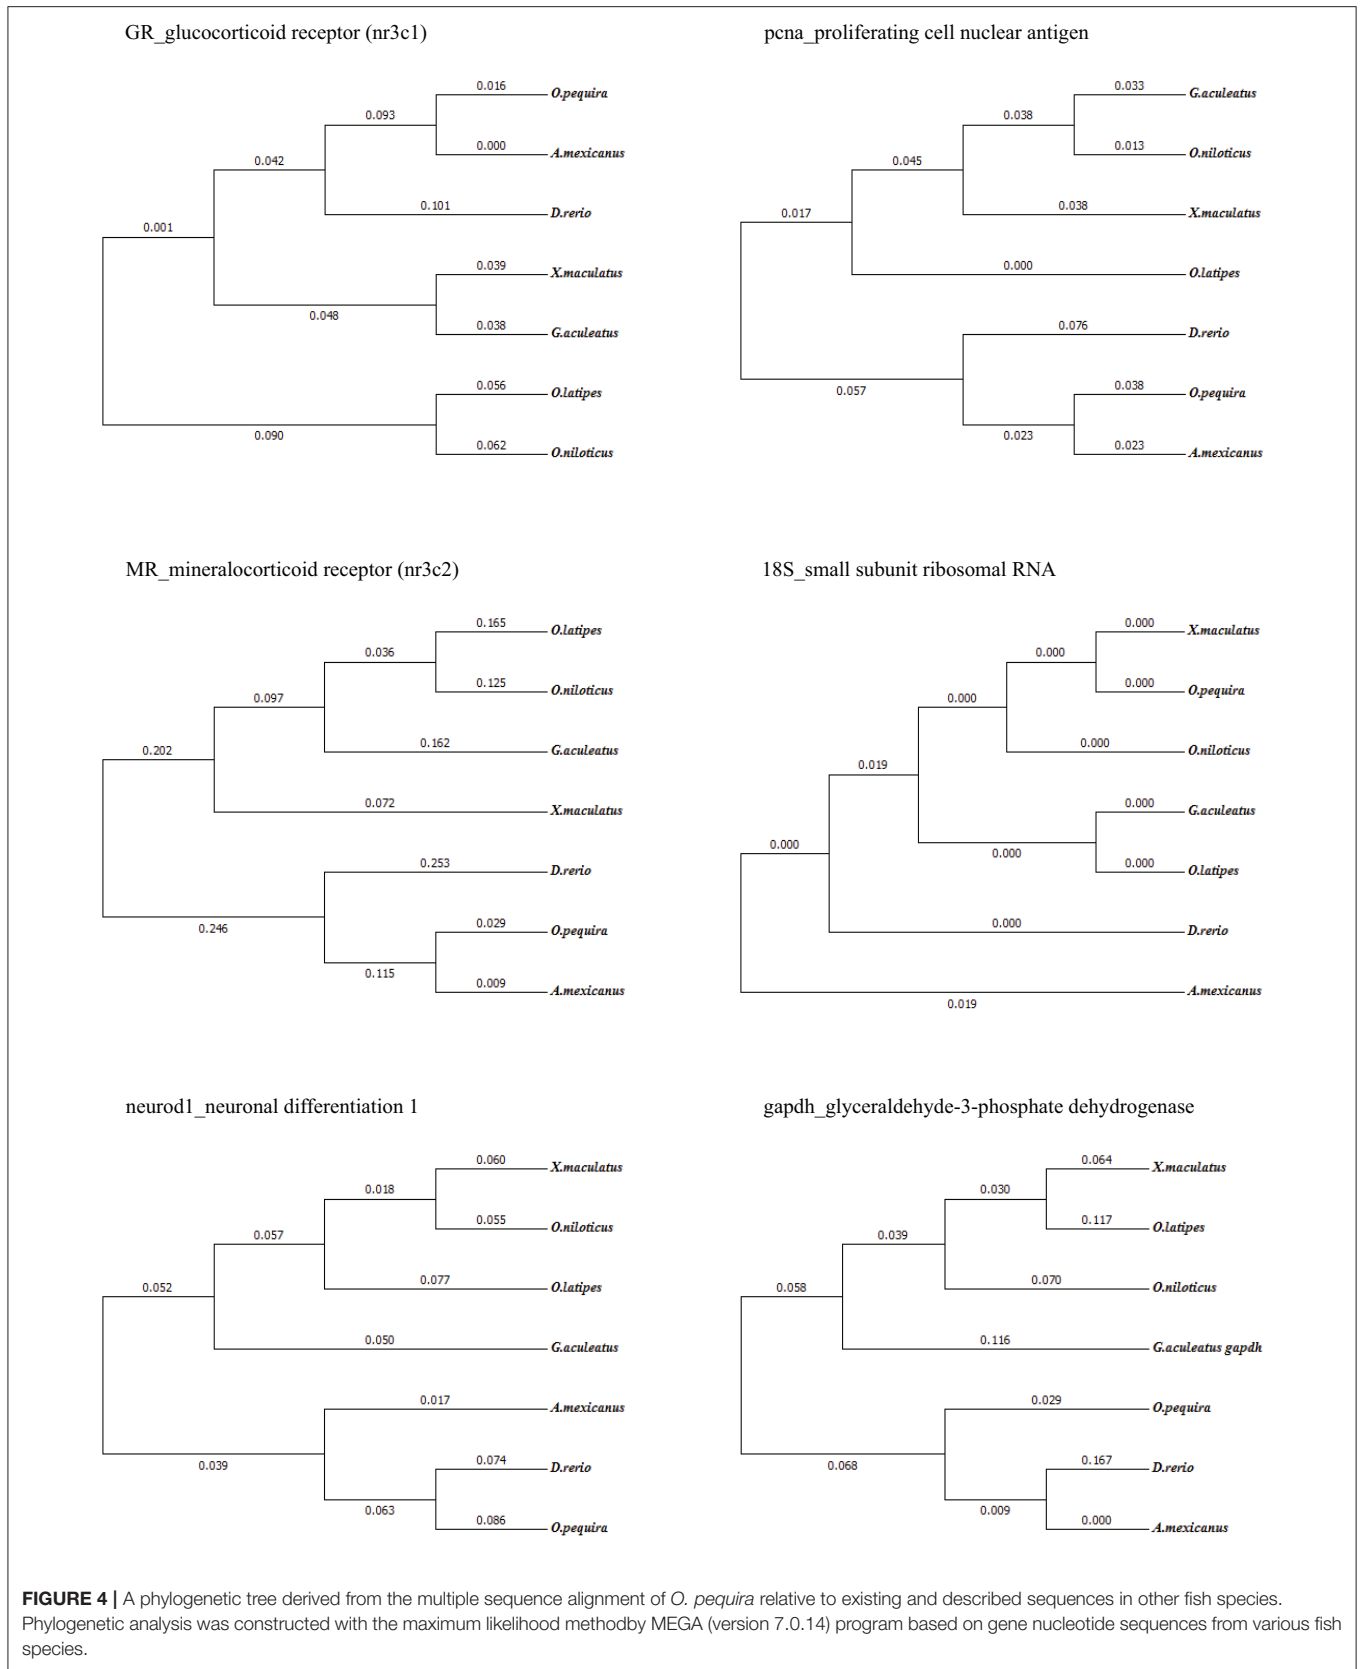 GR_glucocorticoid receptor (nr3c1)
0.016
O.pequira
0.093
0.000
A.mexicanus
0.042
0.101
D.rerio
0.001
0.039
X.maculatus
0.048
0.038
G.aculeatus
0.056
O.latipes
0.090
0.062
O.niloticus
pcna_proliferating cell nuclear antigen
0.033
G.aculeatus
0.038
0.013
O.niloticus
0.045
0.038
X.maculatus
0.017
0.000
O.latipes
0.076
D.rerio
0.057
0.038
O.pequira
0.023
0.023
A.mexicanus
MR_mineralocorticoid receptor (nr3c2)
0.165
O.latipes
0.036
0.125
O.niloticus
0.097
0.162
G.aculeatus
0.202
0.072
X.maculatus
0.253
D.rerio
0.246
0.029
O.pequira
0.115
0.009
A.mexicanus
18S_small subunit ribosomal RNA
0.000
X.maculatus
0.000
0.000
O.pequira
0.000
0.000
O.niloticus
0.019
0.000
G.aculeatus
0.000
0.000
0.000
O.latipes
0.000
D.rerio
0.019
A.mexicanus
neurod1_neuronal differentiation 1
0.060
X.maculatus
0.018
0.055
O.niloticus
0.057
0.077
O.latipes
0.052
0.050
G.aculeatus
0.017
A.mexicanus
0.039
0.074
D.rerio
0.063
0.086
O.pequira
gapdh_glyceraldehyde-3-phosphate dehydrogenase
0.064
X.maculatus
0.030
0.117
O.latipes
0.039
0.070
O.niloticus
0.058
0.116
G.aculeatus gapdh
0.029
O.pequira
0.068
0.167
D.rerio
0.009
0.000
A.mexicanus
FIGURE 4 | A phylogenetic tree derived from the multiple sequence alignment of O. pequira relative to existing and described sequences in other fish species.
Phylogenetic analysis was constructed with the maximum likelihood methodby MEGA (version 7.0.14) program based on gene nucleotide sequences from various fish
species.